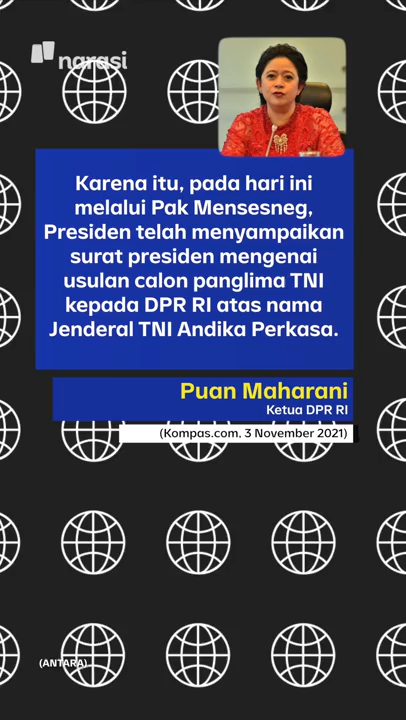 narasi
Karena itu, pada hari ini
melalui Pak Mensesneg,
Presiden telah menyampaikan
surat presiden mengenai
usulan calon panglima TNI
kepada DPR RI atas nama
Jenderal TNI Andika Perkasa.
Puan Maharani
Ketua DPR RI
(Kompas.com, 3 November 2021)
(ANTARA)